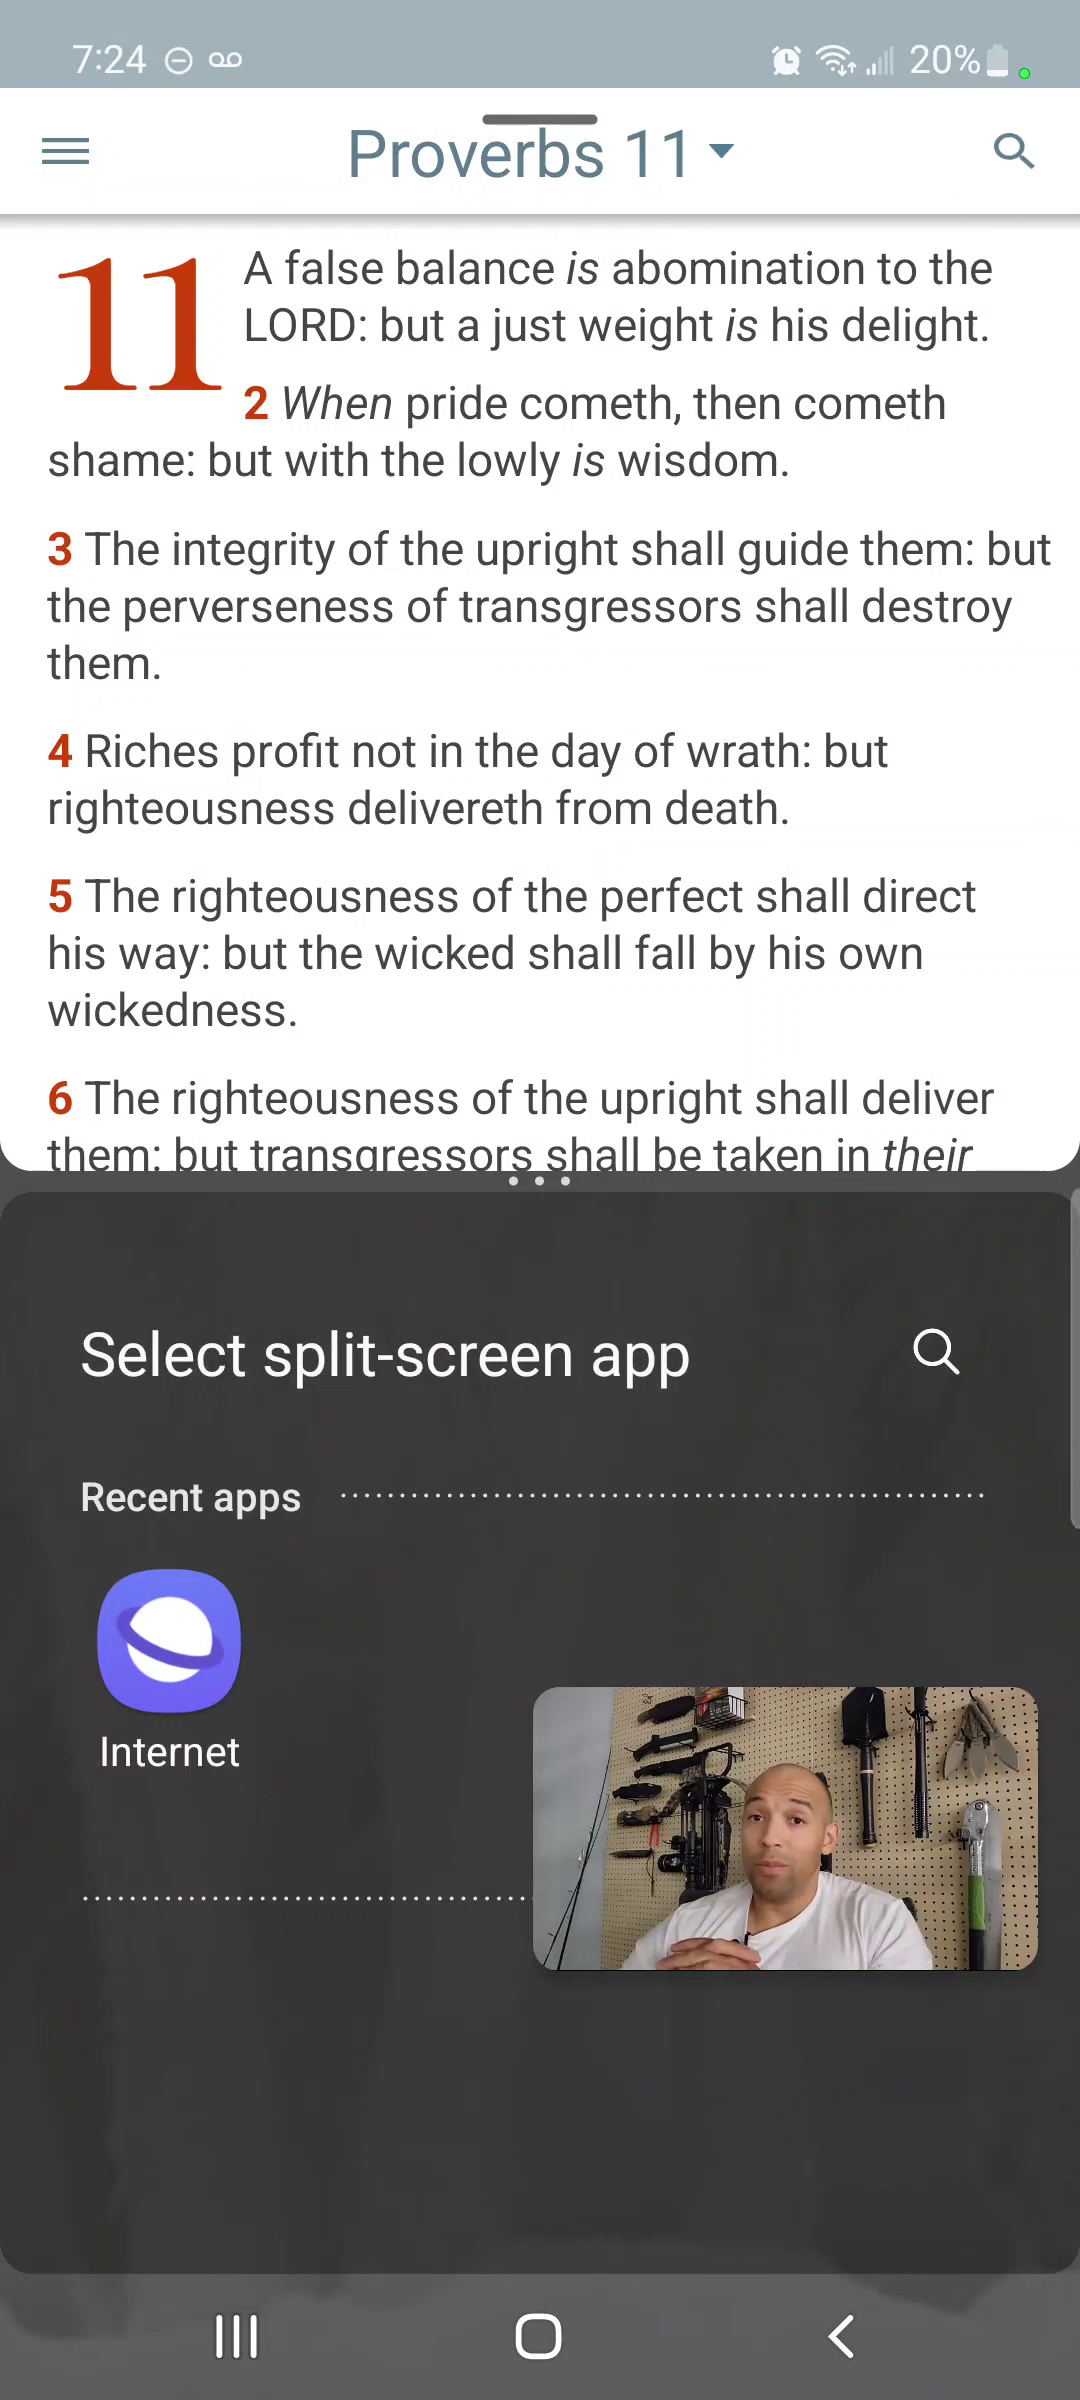 7:24 20%
Proverbs 11
11 A false balance is abomination to the
LORD: but a just weight is his delight.
2 When pride cometh, then cometh
shame: but with the lowly is wisdom.
3 The integrity of the upright shall guide them: but
the perverseness of transgressors shall destroy
them.
4 Riches profit not in the day of wrath: but
righteousness delivereth from death.
5 The righteousness of the perfect shall direct
his way: but the wicked shall fall by his own
wickedness.
6 The righteousness of the upright shall deliver
them: but transgressors shall be taken in their
Select split-screen app
Recent apps
Internet